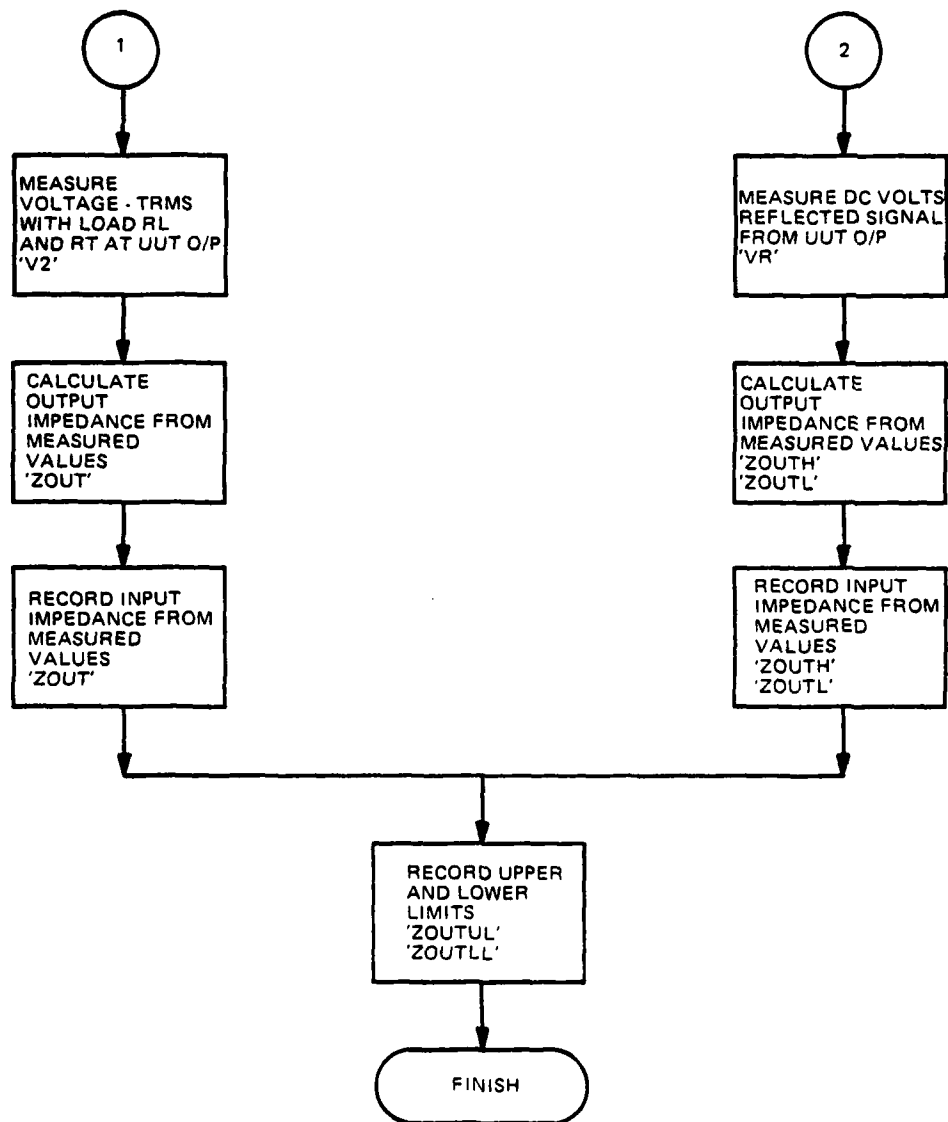 1
MEASURE
VOLTAGE - TRMS
WITH LOAD RL
AND RT AT UUT O/P
'V2'
CALCULATE
OUTPUT
IMPEDANCE FROM
MEASURED
VALUES
'ZOUT'
RECORD INPUT
IMPEDANCE FROM
MEASURED
VALUES
'ZOUT'
2
MEASURE DC VOLTS
REFLECTED SIGNAL
FROM UUT O/P
'VR'
CALCULATE
OUTPUT
IMPEDANCE FROM
MEASURED VALUES
'ZOUTH'
'ZOUTL'
RECORD INPUT
IMPEDANCE FROM
MEASURED
VALUES
'ZOUTH'
'ZOUTL'
RECORD UPPER
AND LOWER
LIMITS
'ZOUTUL'
'ZOUTLL'
FINISH